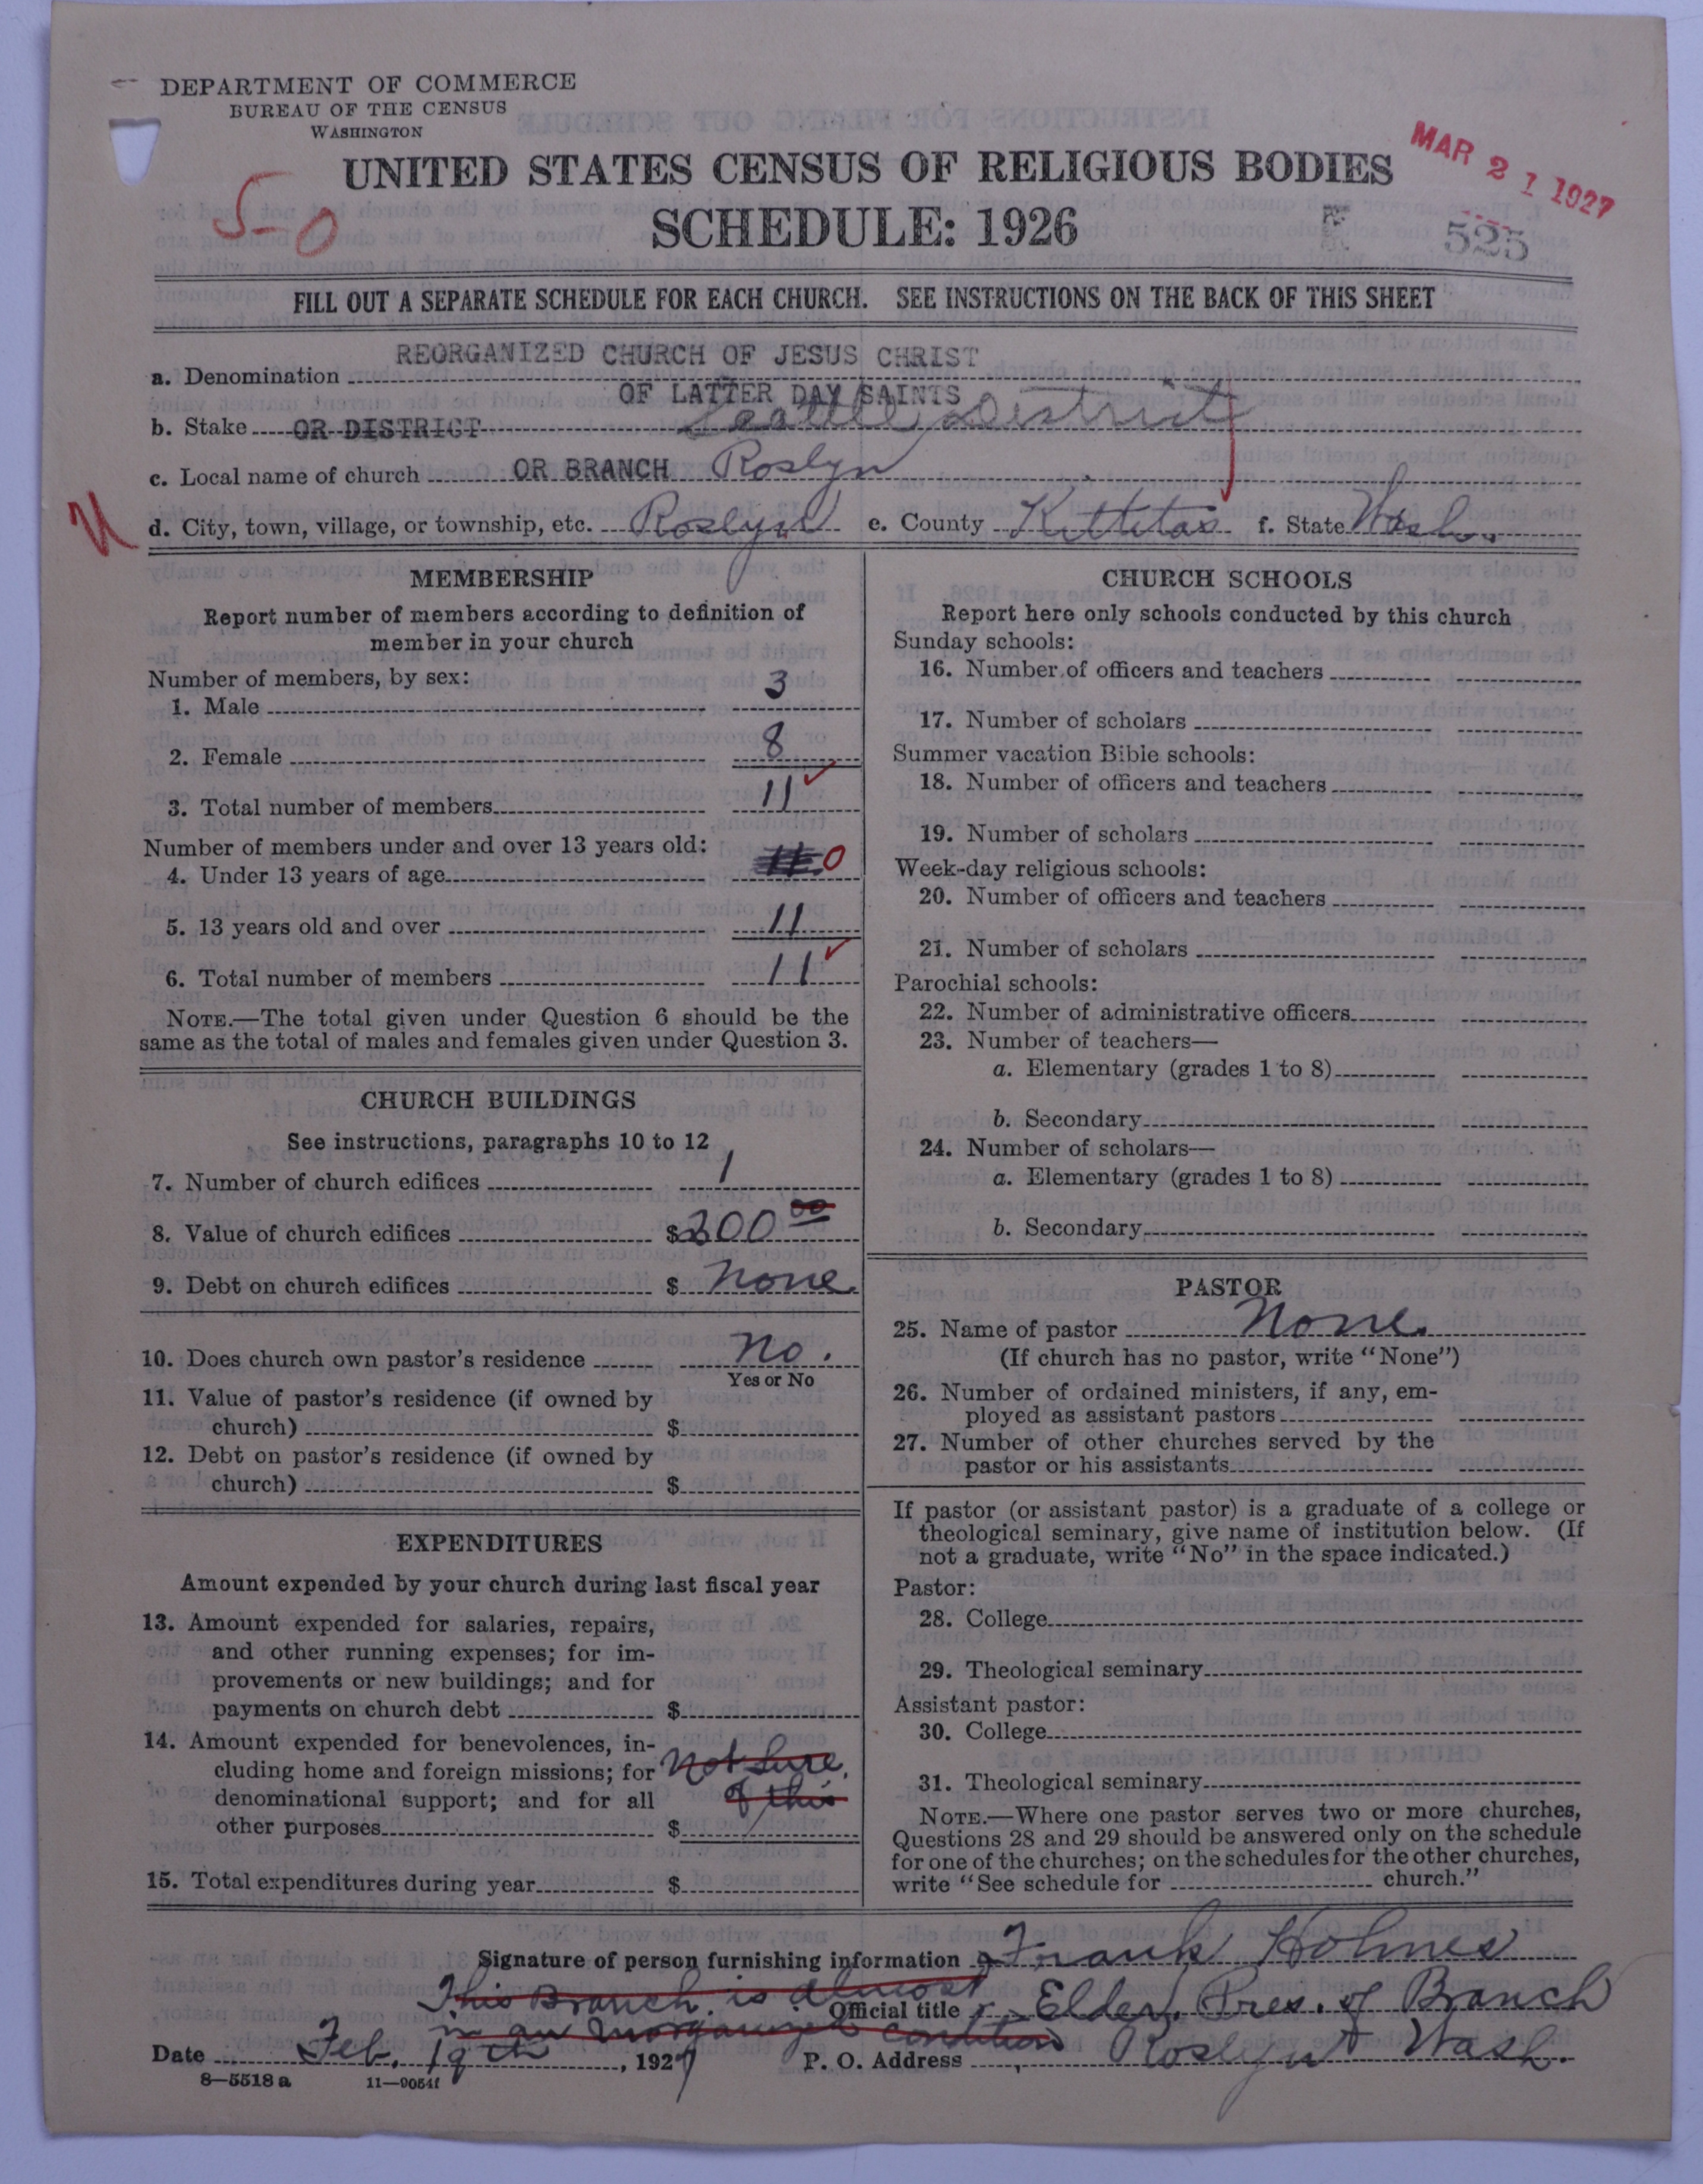 DEPARTMENT OF COMMERCE
BUREAU OF THE CENSUS
WASHINGTON
UNITED STATES CENSUS OF RELIGIOUS BODIES
SCHEDULE: 1926
MAR 21 1927
525
5-0
FILL OUT A SEPARATE SCHEDULE FOR EACH CHURCH. SEE INSTRUCTIONS ON THE BACK OF THIS SHEET
REORGANIZED CHURCH OF JESUS CHRIST
a. Denomination
OF LATTER DAY SAINTS
b. Stake OR DISTRICT Seattle District
c. Local name of church OR BRANCH Roslyn
d. City, town, village, or township, etc. Roslyn e. County Kittitas f. State Wash.
MEMBERSHIP
Report number of members according to definition of
member in your church
Number of members, by sex:
1. Male 3
2. Female 8
3. Total number of members 11
Number of members under and over 13 years old:
4. Under 13 years of age 0
5. 13 years old and over 11
6. Total number of members 11
NOTE.—The total given under Question 6 should be the
same as the total of males and females given under Question 3.
CHURCH BUILDINGS
See instructions, paragraphs 10 to 12
7. Number of church edifices 1
8. Value of church edifices $200 00
9. Debt on church edifices $ None.
10. Does church own pastor's residence No.
Yes or No
11. Value of pastor's residence (if owned by
church) $
12. Debt on pastor's residence (if owned by
church) $
EXPENDITURES
Amount expended by your church during last fiscal year
13. Amount expended for salaries, repairs,
and other running expenses; for im-
provements or new buildings; and for
payments on church debt $
14. Amount expended for benevolences, in-
cluding home and foreign missions; for not sure,
denominational support; and for all of this
other purposes $
15. Total expenditures during year $
CHURCH SCHOOLS
Report here only schools conducted by this church
Sunday schools:
16. Number of officers and teachers
17. Number of scholars
Summer vacation Bible schools:
18. Number of officers and teachers
19. Number of scholars
Week-day religious schools:
20. Number of officers and teachers
21. Number of scholars
Parochial schools:
22. Number of administrative officers
23. Number of teachers—
a. Elementary (grades 1 to 8)
b. Secondary
24. Number of scholars—
a. Elementary (grades 1 to 8)
b. Secondary
PASTOR
25. Name of pastor None.
(If church has no pastor, write "None")
26. Number of ordained ministers, if any, em-
ployed as assistant pastors
27. Number of other churches served by the
pastor or his assistants
If pastor (or assistant pastor) is a graduate of a college or
theological seminary, give name of institution below. (If
not a graduate, write "No" in the space indicated.)
Pastor:
28. College
29. Theological seminary
Assistant pastor:
30. College
31. Theological seminary
NOTE.—Where one pastor serves two or more churches,
Questions 28 and 29 should be answered only on the schedule
for one of the churches; on the schedules for the other churches,
write "See schedule for church."
Signature of person furnishing information Frank Holmes
This Branch is almost
Official title Elder, Pres. of Branch
in an unorganized condition
Date Feb. 19th, 1927 P. O. Address Roslyn Wash.
8—5518a 11—9054f